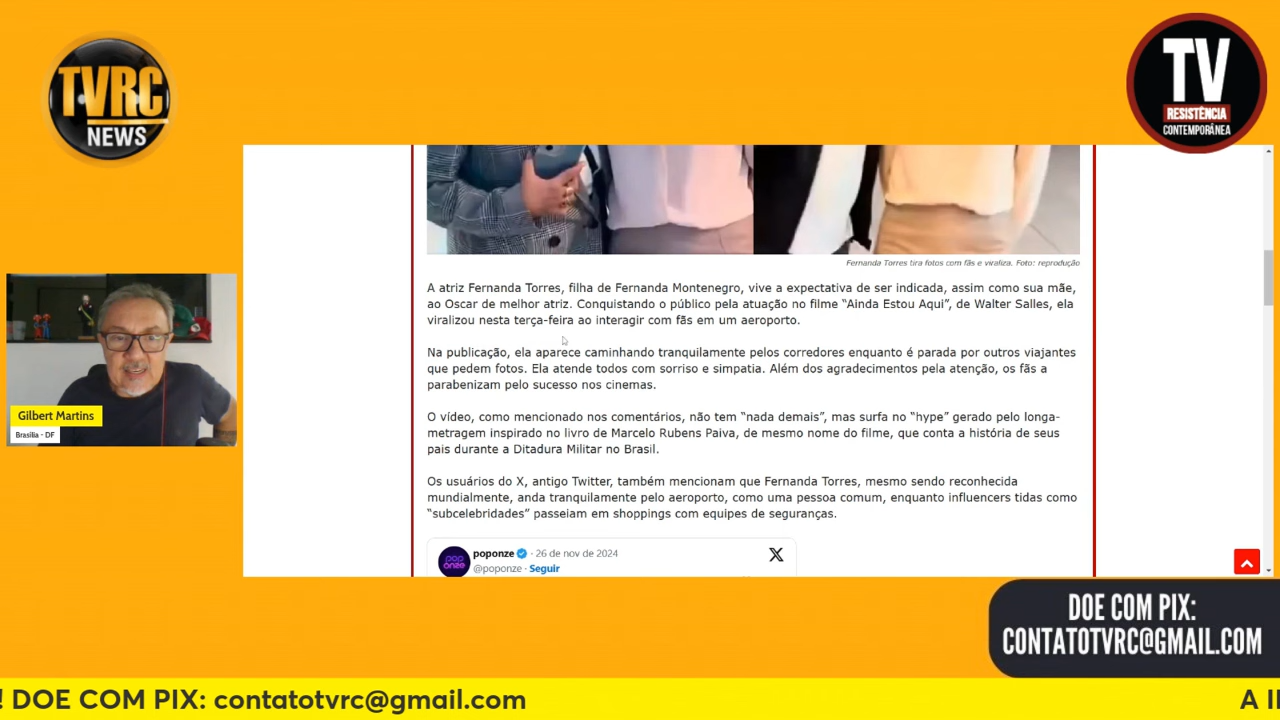 TVRC
NEWS
TV
RESISTÊNCIA
CONTEMPORÂNEA
Fernanda Torres tira fotos com fãs e viraliza. Foto: reprodução
A atriz Fernanda Torres, filha de Fernanda Montenegro, vive a expectativa de ser indicada, assim como sua mãe,
ao Oscar de melhor atriz. Conquistando o público pela atuação no filme “Ainda Estou Aqui”, de Walter Salles, ela
viralizou nesta terça-feira ao interagir com fãs em um aeroporto.
Na publicação, ela aparece caminhando tranquilamente pelos corredores enquanto é parada por outros viajantes
que pedem fotos. Ela atende todos com sorriso e simpatia. Além dos agradecimentos pela atenção, os fãs a
parabenizam pelo sucesso nos cinemas.
O vídeo, como mencionado nos comentários, não tem “nada demais”, mas surfa no “hype” gerado pelo longa-
metragem inspirado no livro de Marcelo Rubens Paiva, de mesmo nome do filme, que conta a história de seus
pais durante a Ditadura Militar no Brasil.
Os usuários do X, antigo Twitter, também mencionam que Fernanda Torres, mesmo sendo reconhecida
mundialmente, anda tranquilamente pelo aeroporto, como uma pessoa comum, enquanto influencers tidas como
“subcelebridades” passeiam em shoppings com equipes de seguranças.
pop
onze
poponze · 26 de nov de 2024
@poponze · Seguir
Gilbert Martins
Brasília - DF
DOE COM PIX:
CONTATOTVRC@GMAIL.COM
! DOE COM PIX: contatotvrc@gmail.com